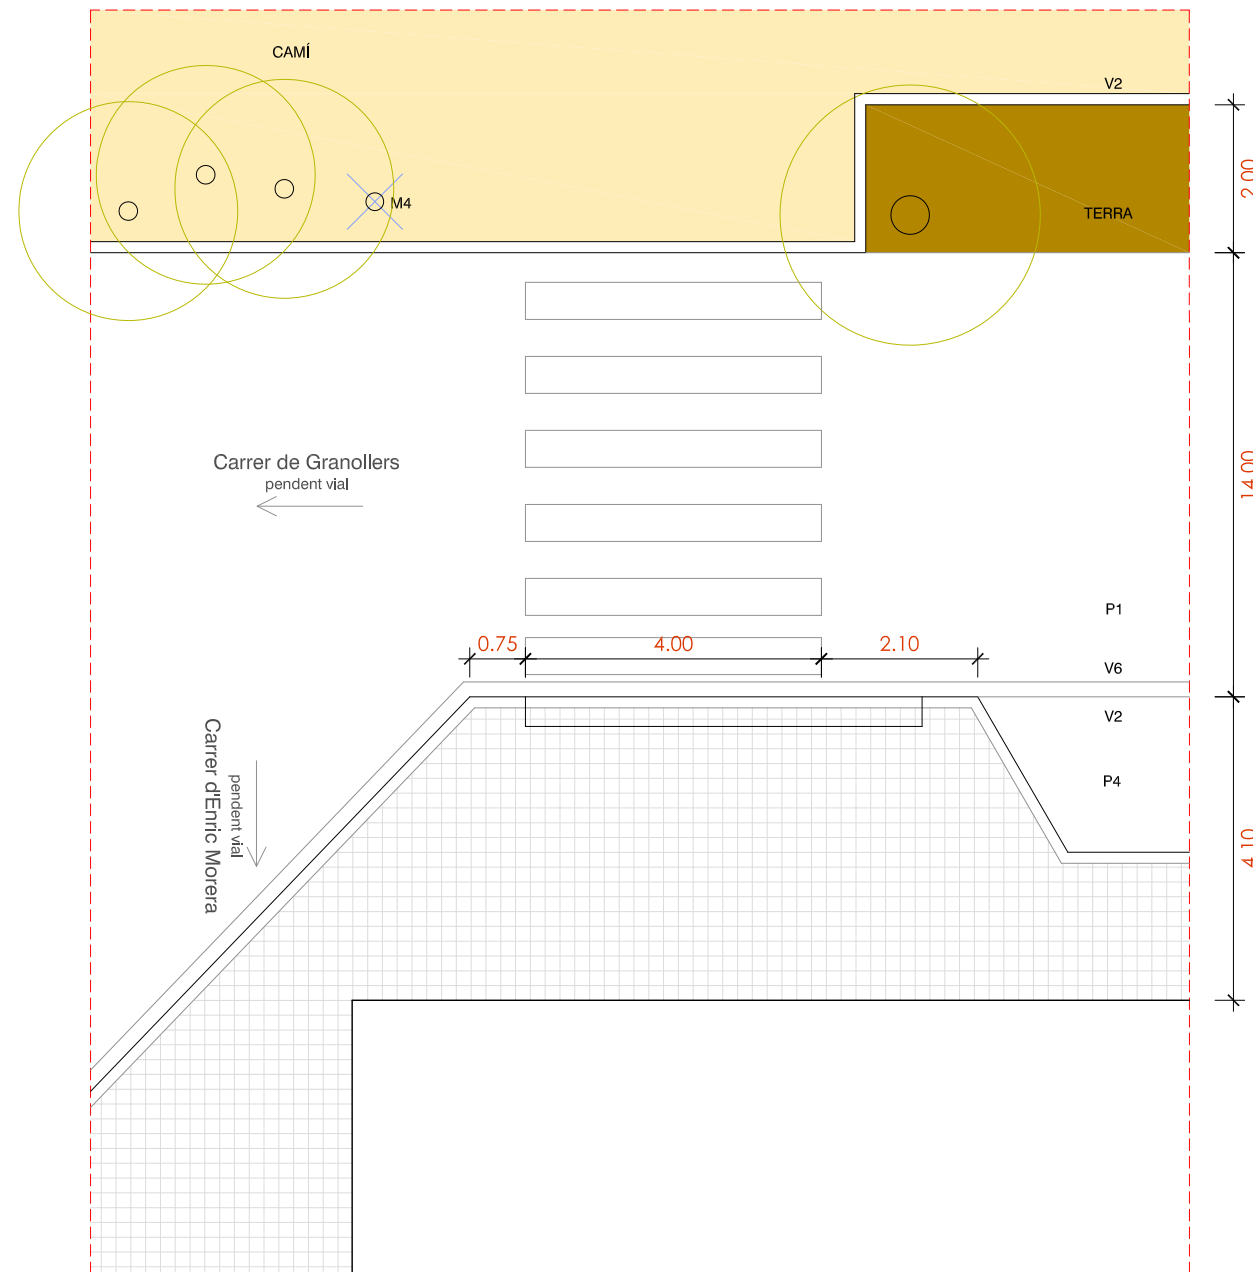 CAMÍ
V2
M4
TERRA
2.00
Carrer de Granollers
pendent vial
14.00
P1
0.75
4.00
2.10
V6
V2
P4
Carrer d'Enric Morera
pendent vial
4.10